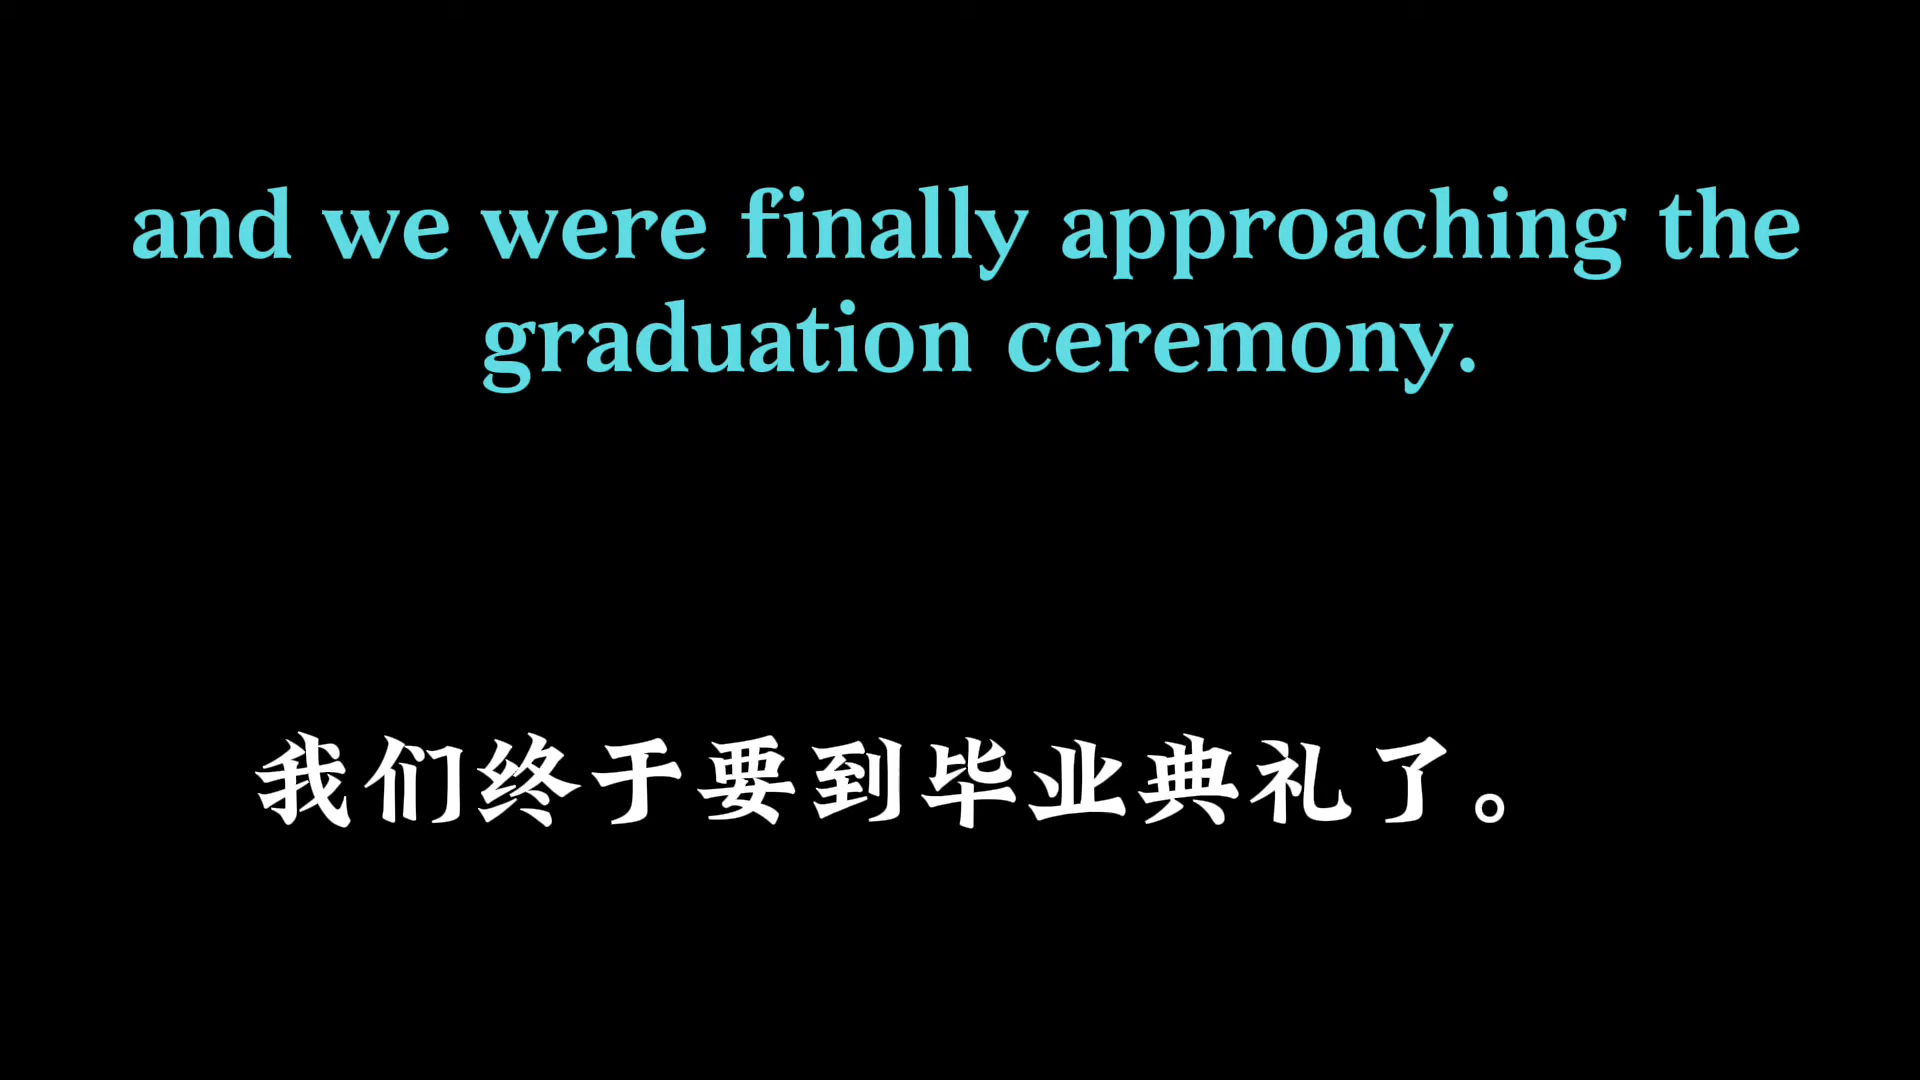 and we were finally approaching the
graduation ceremony.
我们终于要到毕业典礼了。